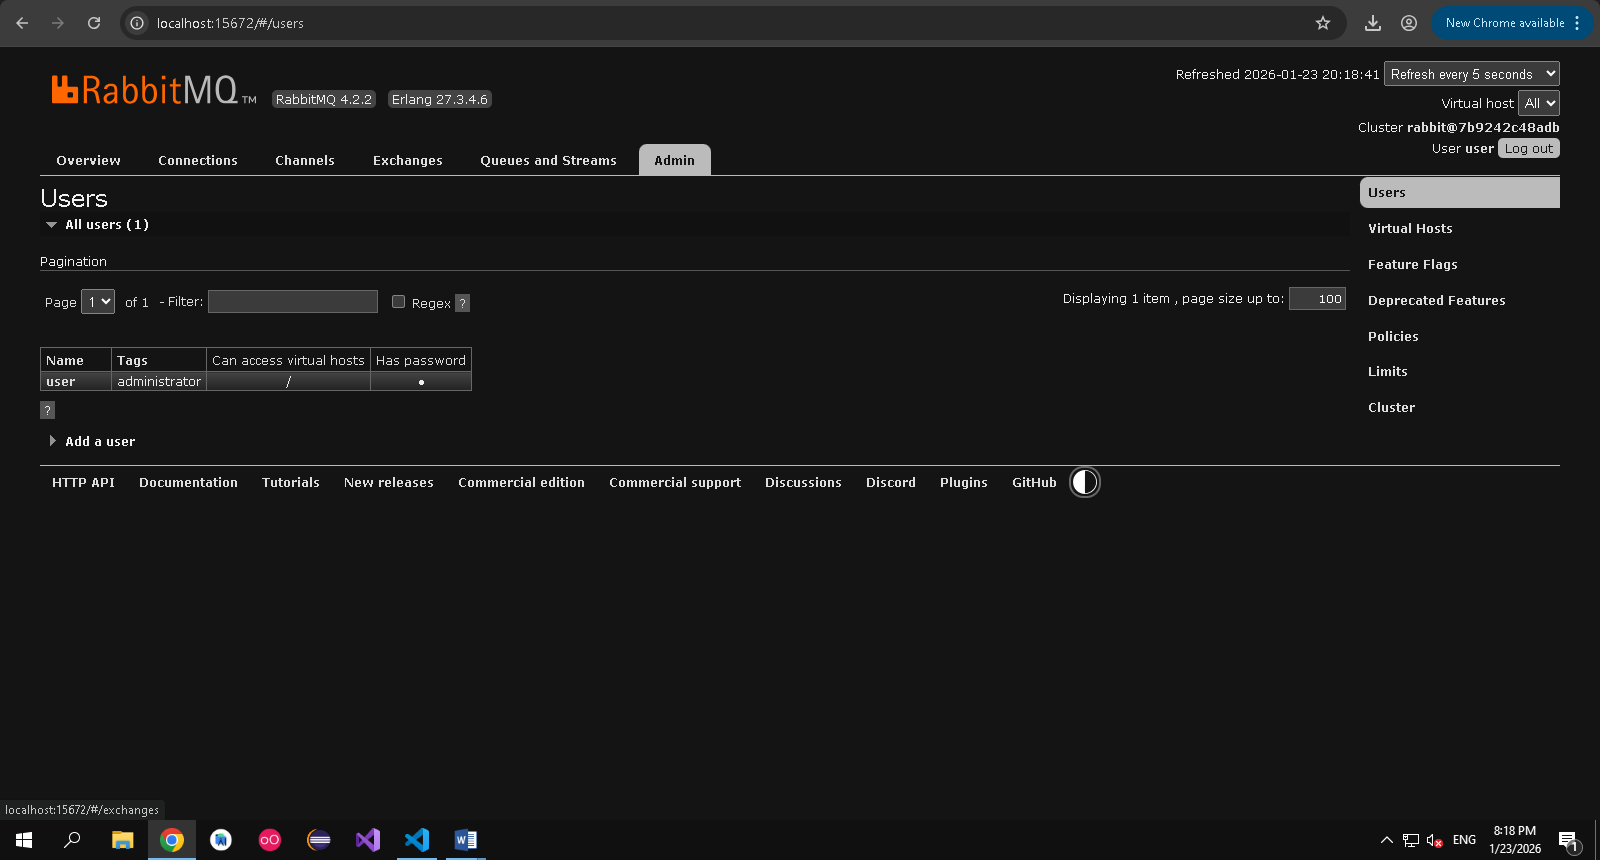 localhost:15672/#/users
New Chrome available
RabbitMQ TM
RabbitMQ 4.2.2
Erlang 27.3.4.6
Refreshed 2026-01-23 20:18:41
Refresh every 5 seconds
Virtual host All
Cluster rabbit@7b9242c48adb
User user Log out
Overview Connections Channels Exchanges Queues and Streams Admin
Users
All users (1)
Pagination
Page 1 of 1 - Filter: Regex ?
Displaying 1 item , page size up to: 100
Name Tags Can access virtual hosts Has password
user administrator / ●
?
Add a user
Users
Virtual Hosts
Feature Flags
Deprecated Features
Policies
Limits
Cluster
HTTP API Documentation Tutorials New releases Commercial edition Commercial support Discussions Discord Plugins GitHub
localhost:15672/#/exchanges
ENG
8:18 PM
1/23/2026
1